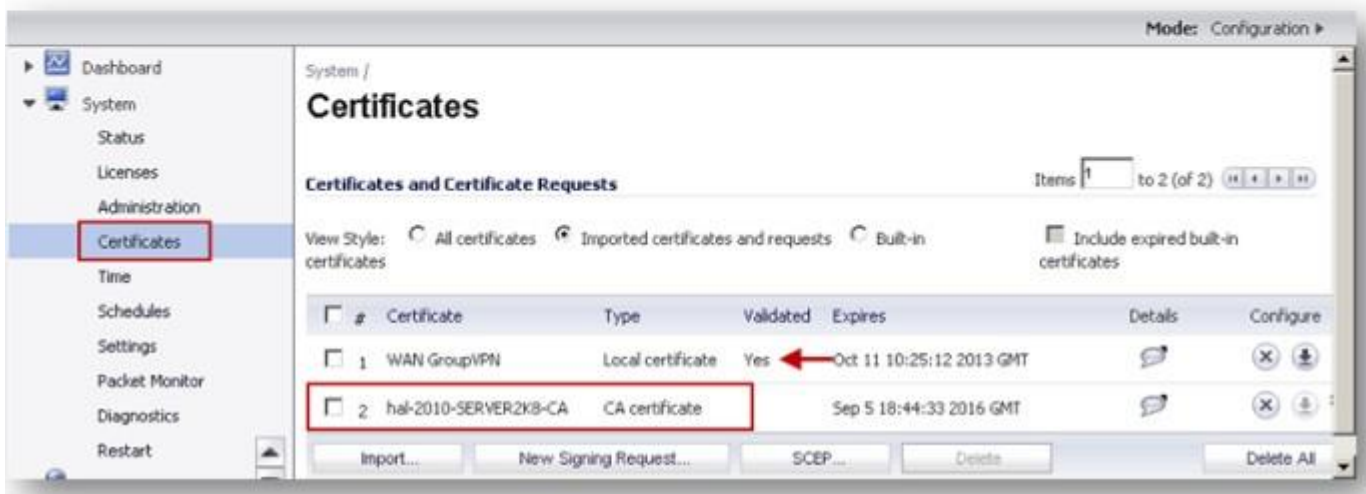 Mode: Configuration
Dashboard
System
Status
Licenses
Administration
Certificates
Time
Schedules
Settings
Packet Monitor
Diagnostics
Restart
System /
Certificates
Certificates and Certificate Requests
Items 1 to 2 (of 2)
View Style: All certificates Imported certificates and requests Built-in
certificates
Include expired built-in
certificates
# Certificate Type Validated Expires Details Configure
1 WAN GroupVPN Local certificate Yes Oct 11 10:25:12 2013 GMT
2 hal-2010-SERVER2K8-CA CA certificate Sep 5 18:44:33 2016 GMT
Import... New Signing Request... SCEP... Delete Delete All